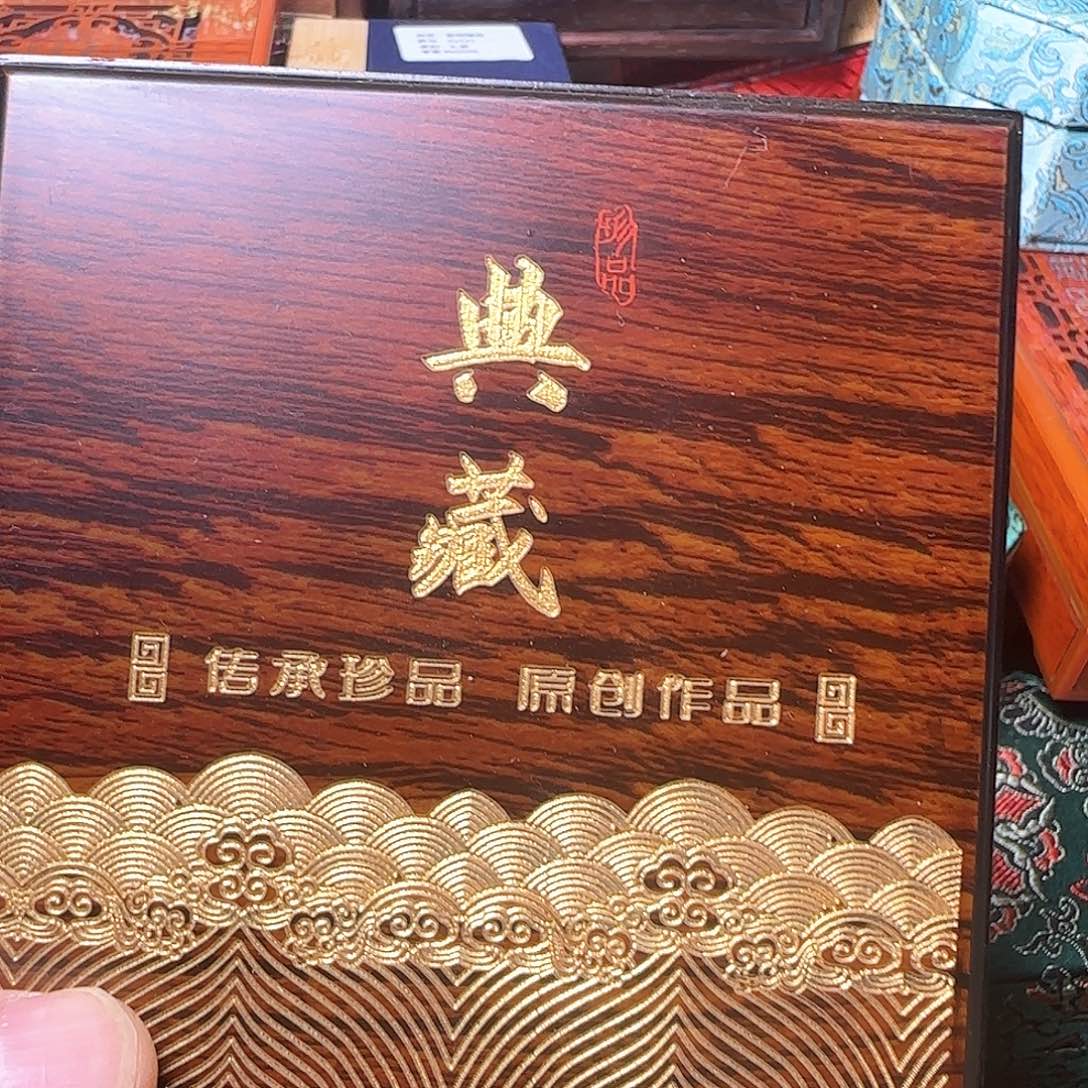 珍品
典
藏
传承珍品 原创作品